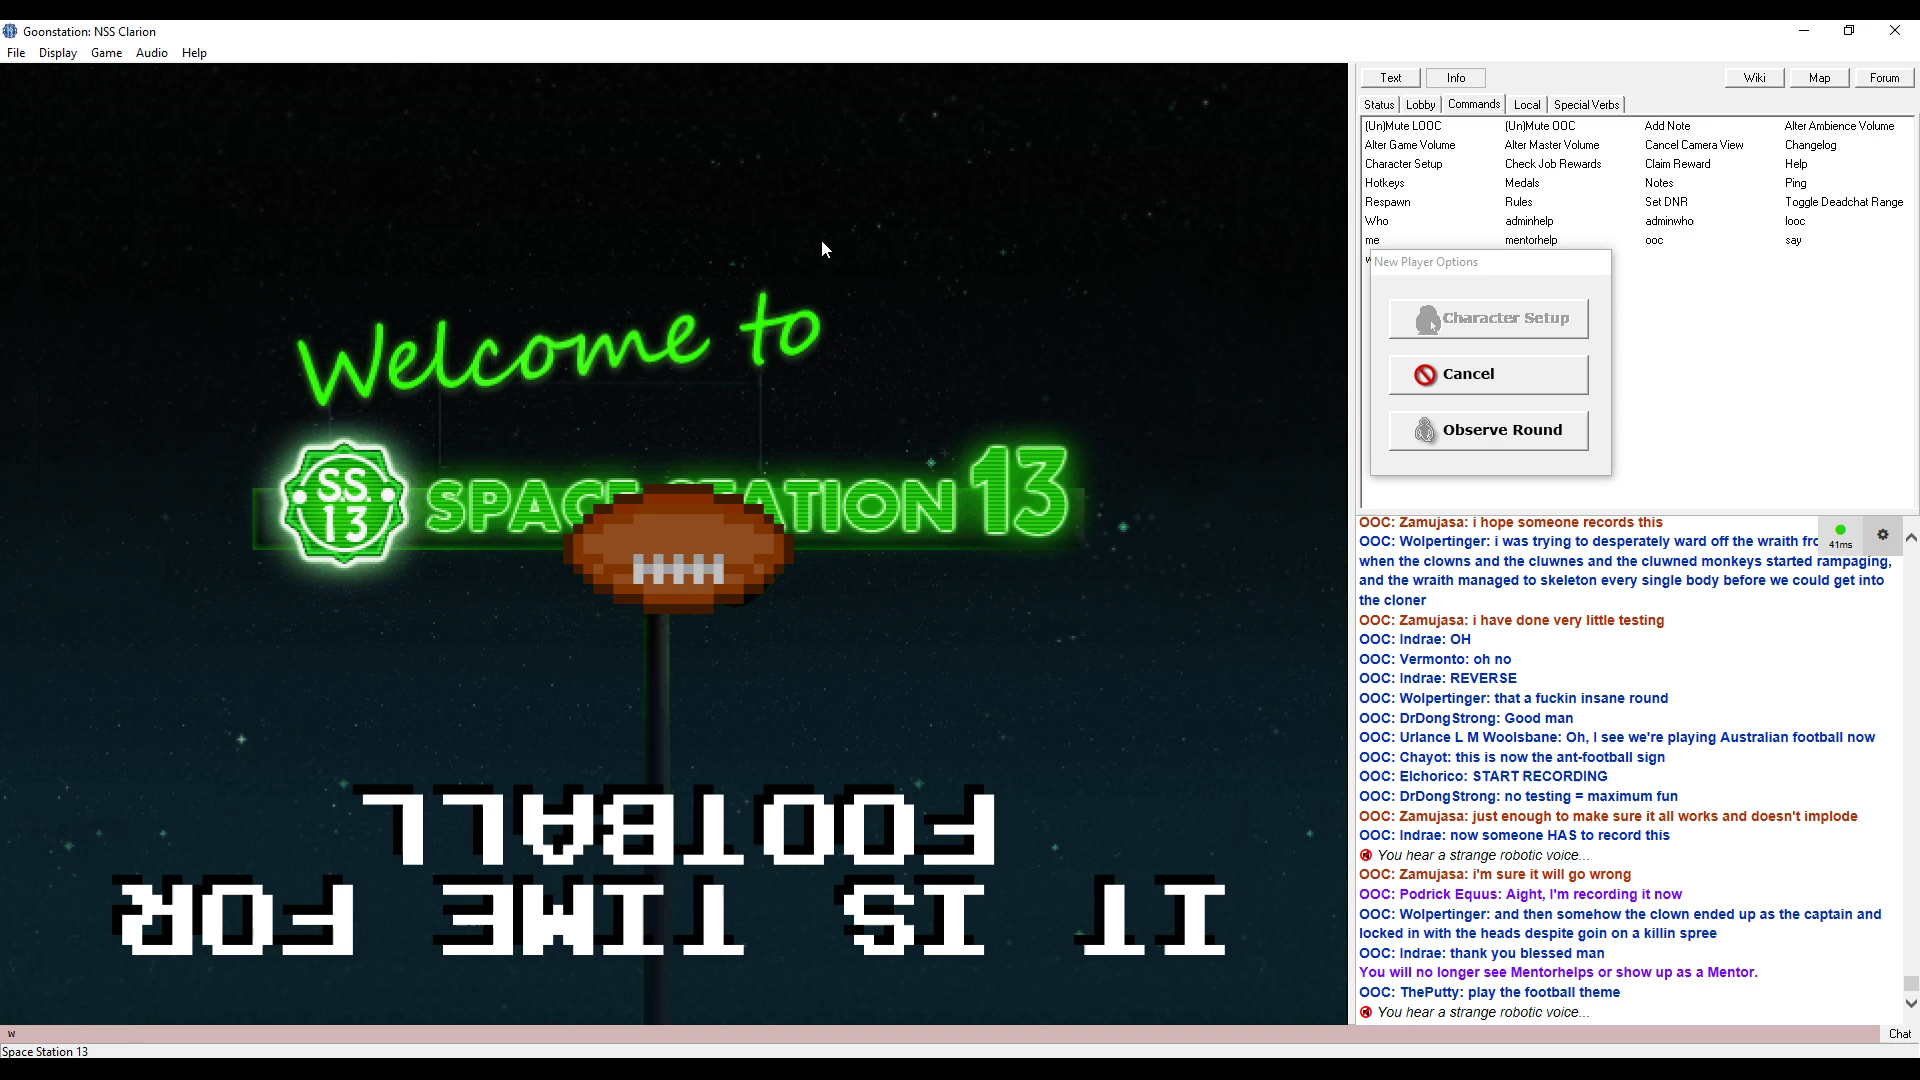 Goonstation: NSS Clarion
File Display Game Audio Help
Text Info Wiki Map Forum
Status Lobby Commands Local Special Verbs
(Un)Mute LOOC (Un)Mute OOC Add Note Alter Ambience Volume
Alter Game Volume Alter Master Volume Cancel Camera View Changelog
Character Setup Check Job Rewards Claim Reward Help
Hotkeys Medals Notes Ping
Respawn Rules Set DNR Toggle Deadchat Range
Who adminhelp adminwho looc
me mentorhelp ooc say
New Player Options
Character Setup
Cancel
Observe Round
Welcome to
S.S. 13
SPACE STATION 13
IT IS TIME FOR
FOOTBALL
OOC: Zamujasa: i hope someone records this
41ms
OOC: Wolpertinger: i was trying to desperately ward off the wraith
when the clowns and the cluwnes and the cluwned monkeys started rampaging,
and the wraith managed to skeleton every single body before we could get into
the cloner
OOC: Zamujasa: i have done very little testing
OOC: Indrae: OH
OOC: Vermonto: oh no
OOC: Indrae: REVERSE
OOC: Wolpertinger: that a fuckin insane round
OOC: DrDongStrong: Good man
OOC: Urlance L M Woolsbane: Oh, I see we're playing Australian football now
OOC: Chayot: this is now the ant-football sign
OOC: Elchorico: START RECORDING
OOC: DrDongStrong: no testing = maximum fun
OOC: Zamujasa: just enough to make sure it all works and doesn't implode
OOC: Indrae: now someone HAS to record this
You hear a strange robotic voice...
OOC: Zamujasa: i'm sure it will go wrong
OOC: Podrick Equus: Aight, I'm recording it now
OOC: Wolpertinger: and then somehow the clown ended up as the captain and
locked in with the heads despite goin on a killin spree
OOC: Indrae: thank you blessed man
You will no longer see Mentorhelps or show up as a Mentor.
OOC: ThePutty: play the football theme
You hear a strange robotic voice...
w
Chat
Space Station 13